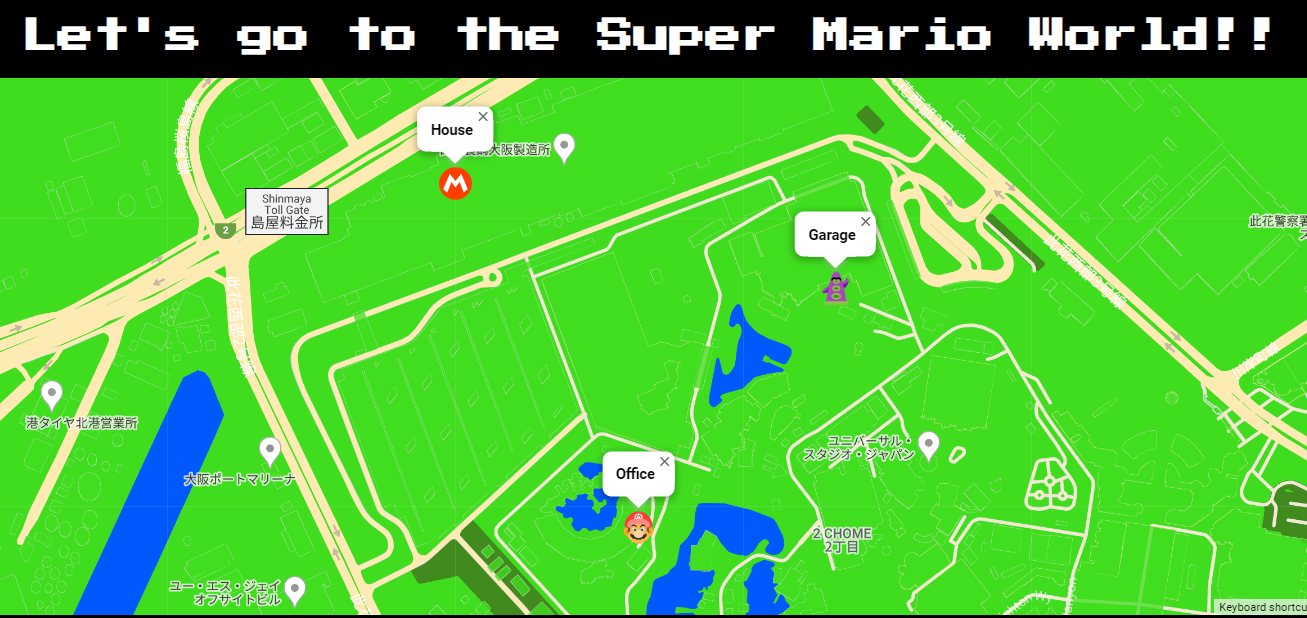 Let's go to the Super Mario World!!
House
大阪製造所
Shinmaya
Toll Gate
島屋料金所
2
Garage
此花警察署
港タイヤ北港営業所
大阪ポートマリーナ
ユニバーサル・
スタジオ・ジャパン
Office
2 CHOME
2丁目
ユー・エス・ジェイ
オフサイトビル
Keyboard shortcu